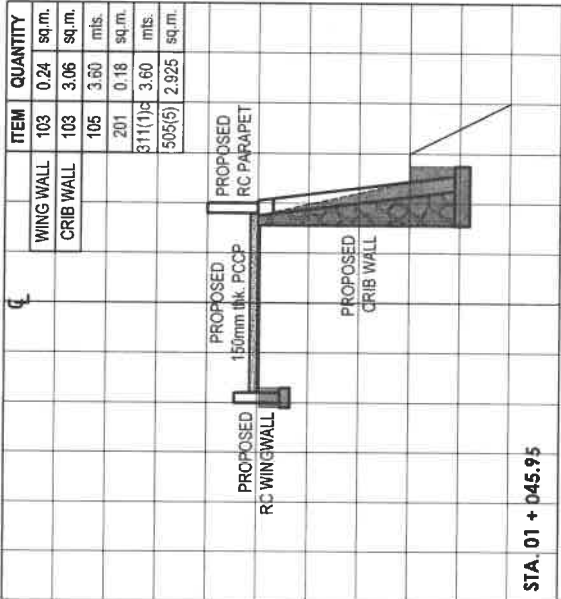 ITEM QUANTITY
WING WALL 103 0.24 sq.m.
CRIB WALL 103 3.06 sq.m.
105 3.60 mts.
201 0.18 sq.m.
311(1)c 3.60 mts.
505(5) 2.925 sq.m.
℄
PROPOSED
RC PARAPET
PROPOSED
150mm thk. PCCP
PROPOSED
CRIB WALL
PROPOSED
RC WINGWALL
STA. 01 + 045.95